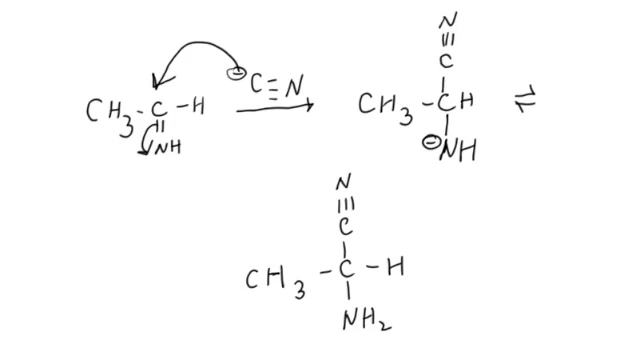 N
≡
⊖ C≡N C
CH₃-C-H ⟶ CH₃-CH ⇌
NH ⊖NH
N
≡
C
CH₃-C-H
NH₂